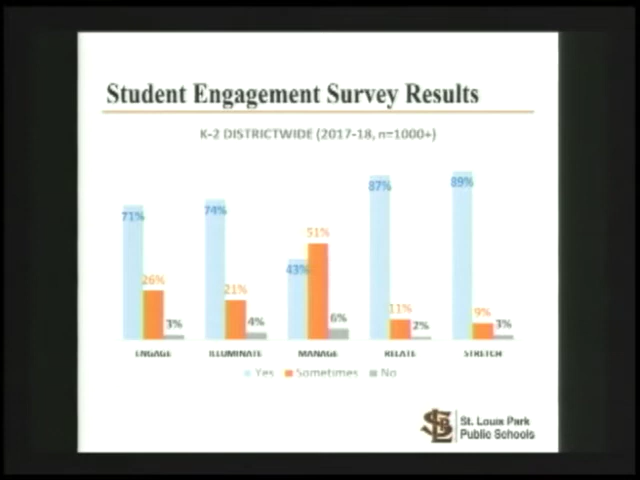 Student Engagement Survey Results
K-2 DISTRICTWIDE (2017-18, n=1000+)
71% 26% 3%
74% 21% 4%
43% 51% 6%
87% 11% 2%
89% 9% 3%
ENGAGE ILLUMINATE MANAGE RELATE STRETCH
Yes Sometimes No
SLP St. Louis Park
Public Schools